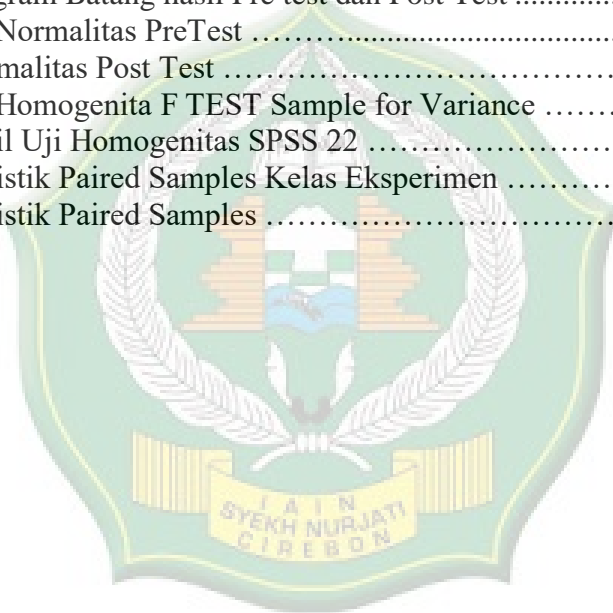 gram Batang hasil Pre test dan Post Test ............
Normalitas PreTest ………............................
malitas Post Test …………………………………
Homogenita F TEST Sample for Variance ……
il Uji Homogenitas SPSS 22 ……………………
istik Paired Samples Kelas Eksperimen …………
istik Paired Samples ………………………………
IAIN
SYEKH NURJATI
CIREBON